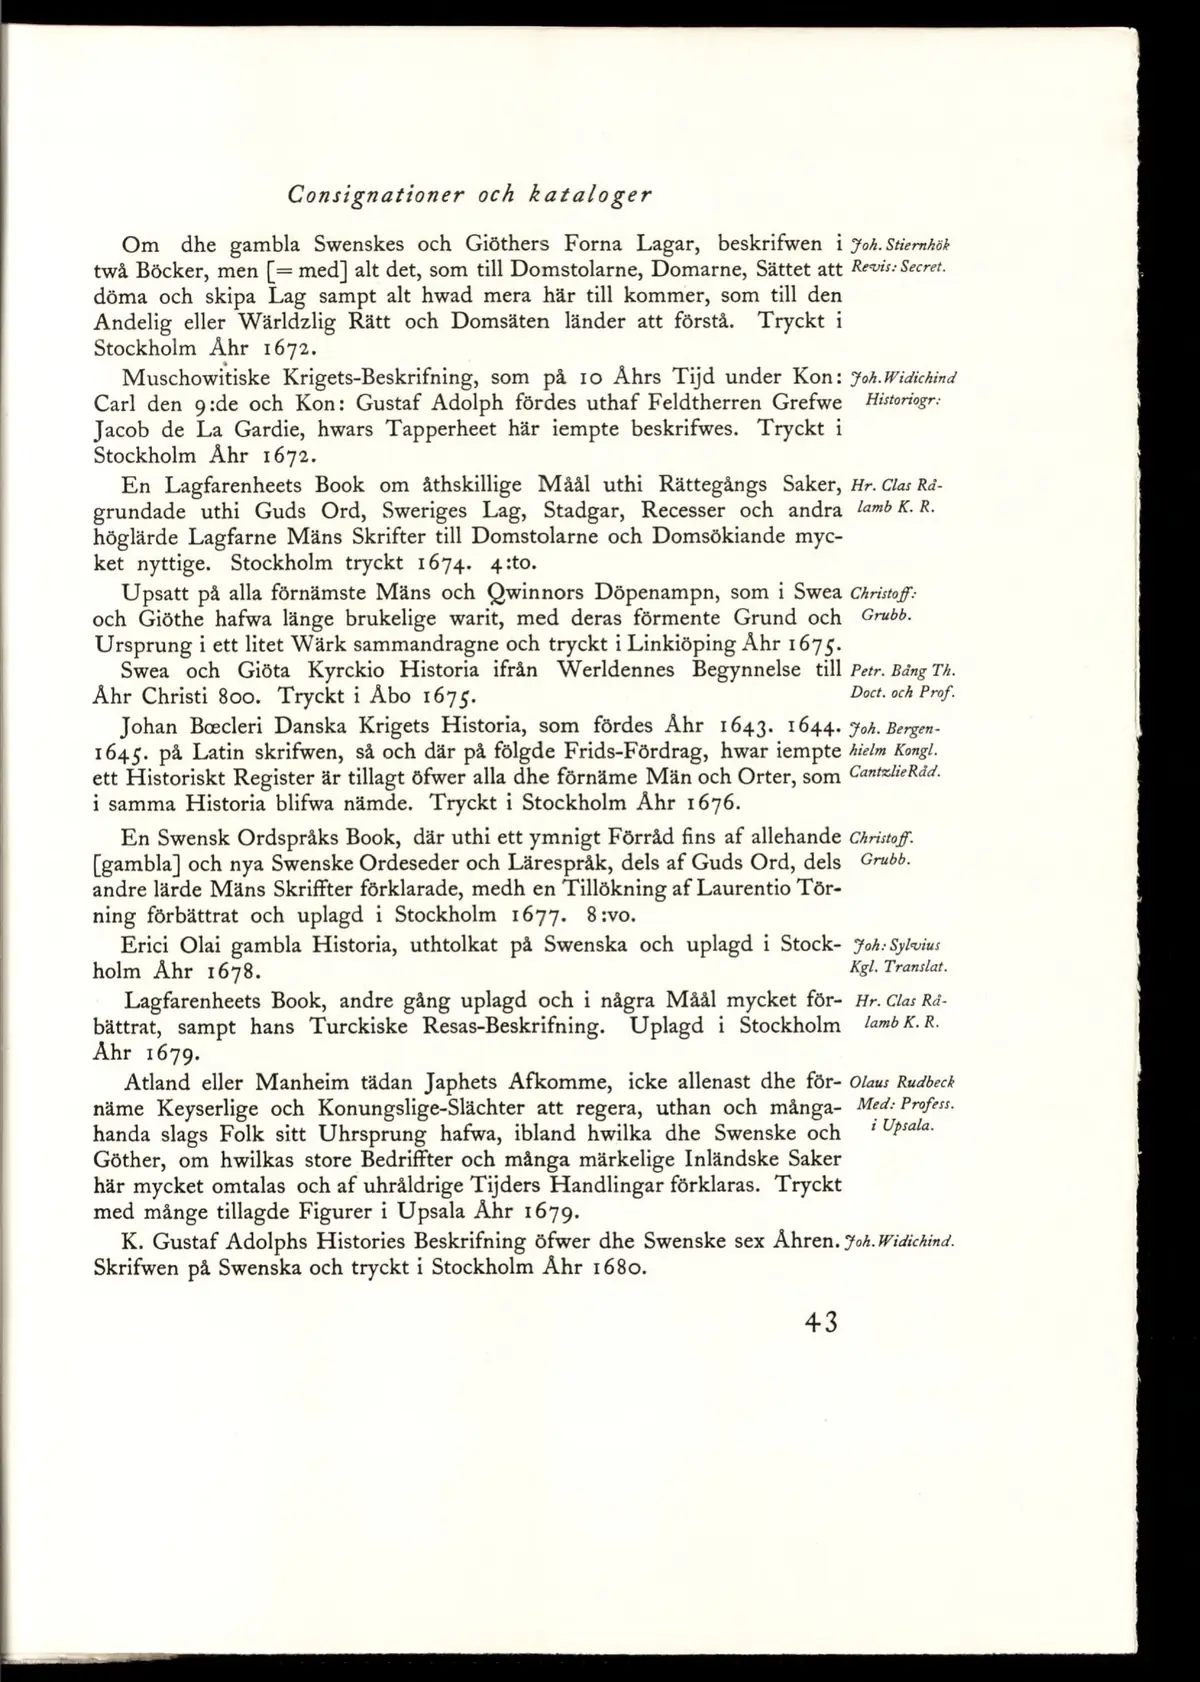 Consignationer och kataloger
Om dhe gambla Swenskes och Giöthers Forna Lagar, beskrifwen i Joh. Stiernhök
twå Böcker, men [= med] alt det, som till Domstolarne, Domarne, Sättet att Revis: Secret.
döma och skipa Lag sampt alt hwad mera här till kommer, som till den
Andelig eller Wärldzlig Rätt och Domsäten länder att förstå. Tryckt i
Stockholm Åhr 1672.
Muschowitiske Krigets-Beskrifning, som på 10 Åhrs Tijd under Kon: Joh. Widichind
Carl den 9:de och Kon: Gustaf Adolph fördes uthaf Feldtherren Grefwe Historiogr:
Jacob de La Gardie, hwars Tapperheet här iempte beskrifwes. Tryckt i
Stockholm Åhr 1672.
En Lagfarenheets Book om åthskillige Måål uthi Rättegångs Saker, Hr. Clas Rå-
grundade uthi Guds Ord, Sweriges Lag, Stadgar, Recesser och andra lamb K. R.
höglärde Lagfarne Mäns Skrifter till Domstolarne och Domsökiande myc-
ket nyttige. Stockholm tryckt 1674. 4:to.
Upsatt på alla förnämste Mäns och Qwinnors Döpenampn, som i Swea Christoff:
och Giöthe hafwa länge brukelige warit, med deras förmente Grund och Grubb.
Ursprung i ett litet Wärk sammandragne och tryckt i Linkiöping Åhr 1675.
Swea och Giöta Kyrckio Historia ifrån Werldennes Begynnelse till Petr. Bång Th.
Åhr Christi 800. Tryckt i Åbo 1675. Doct. och Prof.
Johan Bœcleri Danska Krigets Historia, som fördes Åhr 1643. 1644. Joh. Bergen-
1645. på Latin skrifwen, så och där på fölgde Frids-Fördrag, hwar iempte hielm Kongl.
ett Historiskt Register är tillagt öfwer alla dhe förnäme Män och Orter, som CantzlieRåd.
i samma Historia blifwa nämde. Tryckt i Stockholm Åhr 1676.
En Swensk Ordspråks Book, där uthi ett ymnigt Förråd fins af allehande Christoff.
[gambla] och nya Swenske Ordeseder och Lärespråk, dels af Guds Ord, dels Grubb.
andre lärde Mäns Skriffter förklarade, medh en Tillökning af Laurentio Tör-
ning förbättrat och uplagd i Stockholm 1677. 8:vo.
Erici Olai gambla Historia, uthtolkat på Swenska och uplagd i Stock- Joh: Sylvius
holm Åhr 1678. Kgl. Translat.
Lagfarenheets Book, andre gång uplagd och i några Måål mycket för- Hr. Clas Rå-
bättrat, sampt hans Turckiske Resas-Beskrifning. Uplagd i Stockholm lamb K. R.
Åhr 1679.
Atland eller Manheim tädan Japhets Afkomme, icke allenast dhe för- Olaus Rudbeck
näme Keyserlige och Konungslige-Slächter att regera, uthan och många- Med: Profess.
handa slags Folk sitt Uhrsprung hafwa, ibland hwilka dhe Swenske och i Upsala.
Göther, om hwilkas store Bedriffter och många märkelige Inländske Saker
här mycket omtalas och af uhråldrige Tijders Handlingar förklaras. Tryckt
med månge tillagde Figurer i Upsala Åhr 1679.
K. Gustaf Adolphs Histories Beskrifning öfwer dhe Swenske sex Åhren. Joh. Widichind.
Skrifwen på Swenska och tryckt i Stockholm Åhr 1680.
43